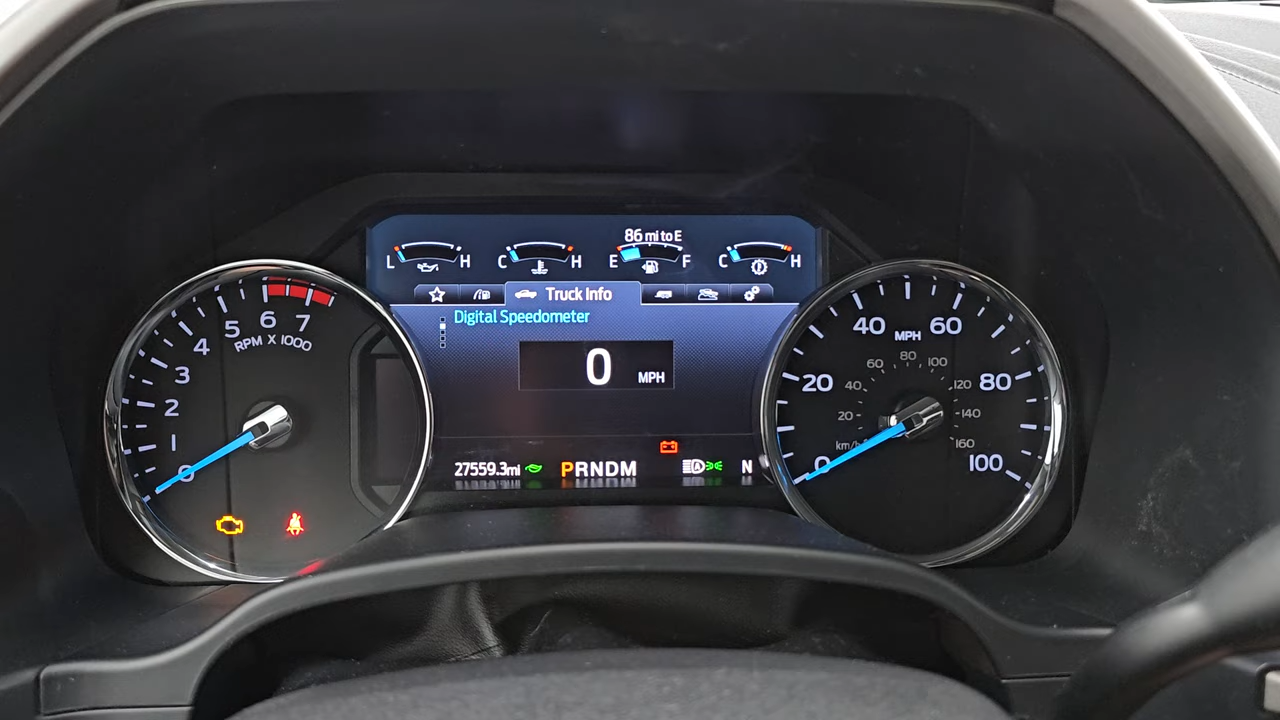 86 mi to E
L H C H E F C H
Truck Info
Digital Speedometer
0 MPH
27559.3mi PRNDM A N
0 1 2 3 4 5 6 7
RPM X 1000
0 20 40 60 80 100
MPH
20 40 60 80 100 120 140 160
km/h